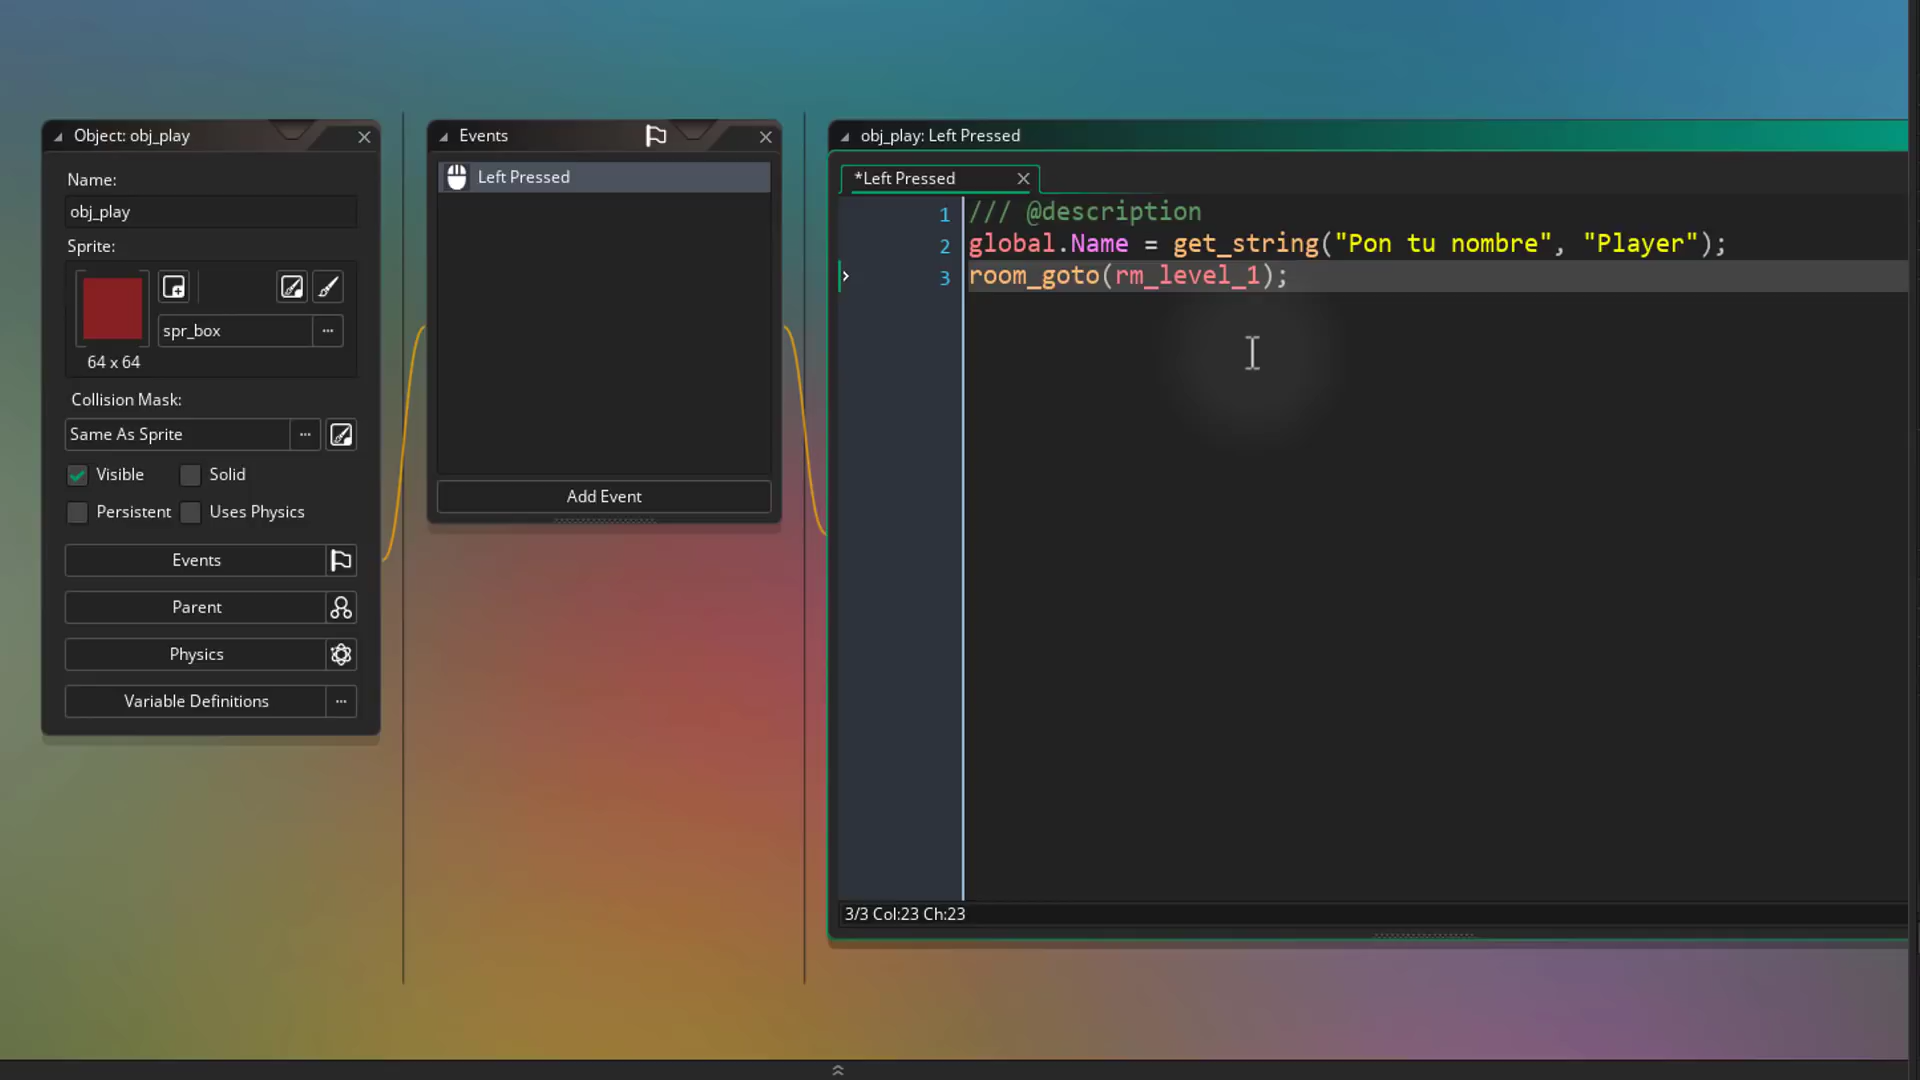 Object: obj_play
Name:
obj_play
Sprite:
spr_box
...
64 x 64
Collision Mask:
Same As Sprite
...
Visible
Solid
Persistent
Uses Physics
Events
Parent
Physics
Variable Definitions
...
Events
Left Pressed
Add Event
obj_play: Left Pressed
*Left Pressed
1 /// @description
2 global.Name = get_string("Pon tu nombre", "Player");
3 room_goto(rm_level_1);
3/3 Col:23 Ch:23